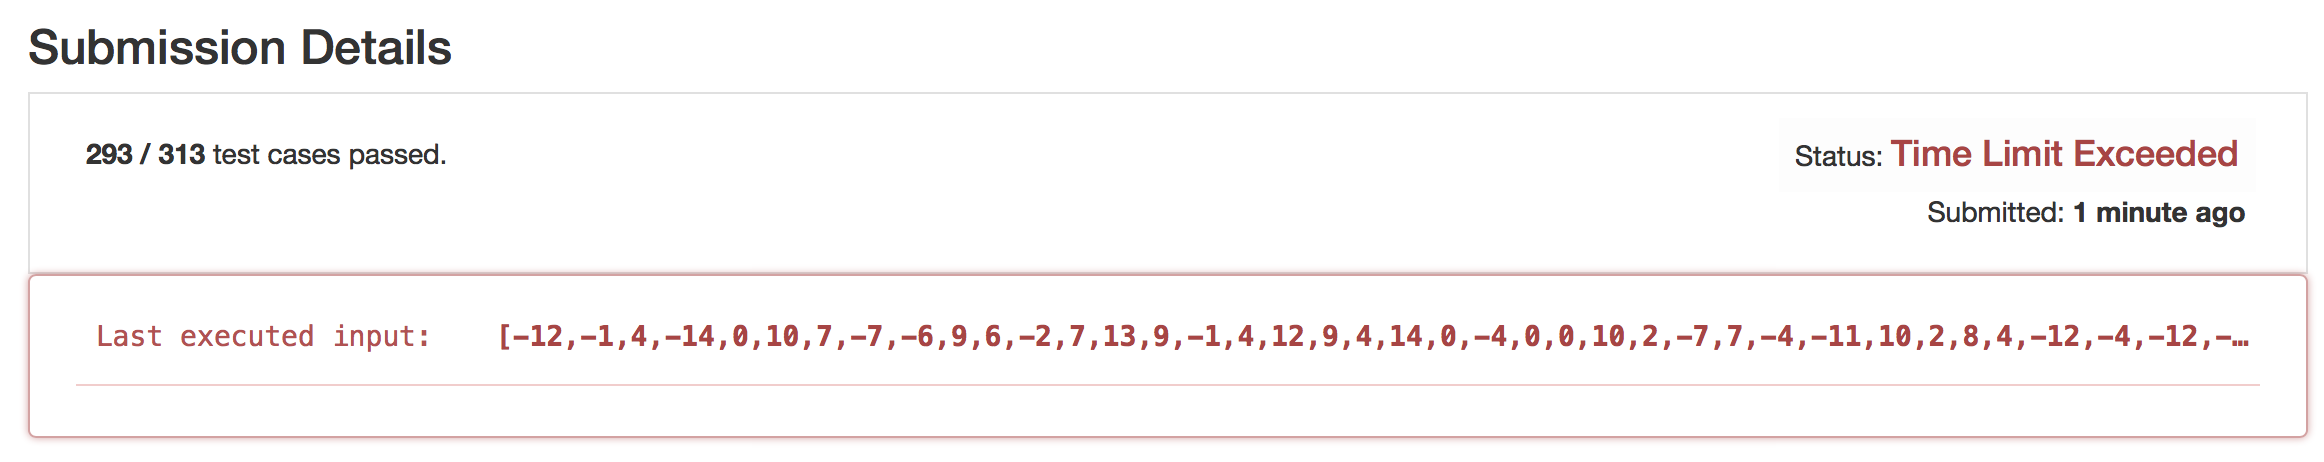 Submission Details
293 / 313 test cases passed.
Status: Time Limit Exceeded
Submitted: 1 minute ago
Last executed input: [-12,-1,4,-14,0,10,7,-7,-6,9,6,-2,7,13,9,-1,4,12,9,4,14,0,-4,0,0,10,2,-7,7,-4,-11,10,2,8,4,-12,-4,-12,-…